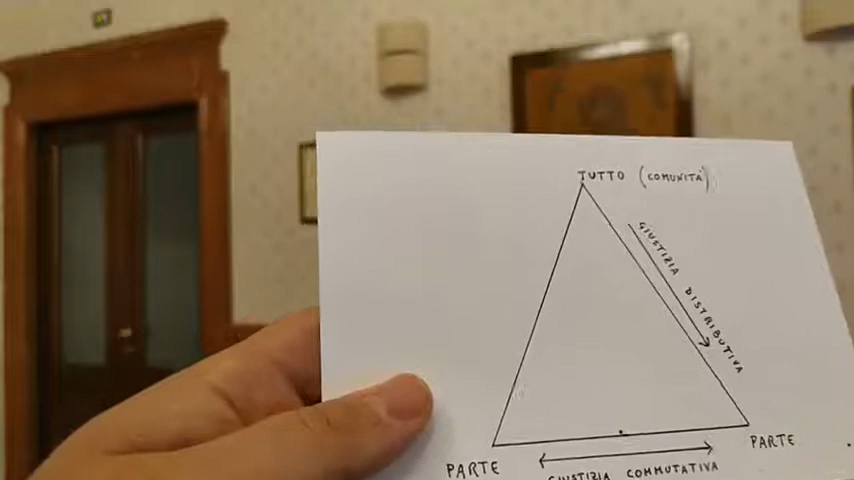 TUTTO (COMUNITÀ)
GIUSTIZIA DISTRIBUTIVA
PARTE
PARTE
GIUSTIZIA COMMUTATIVA